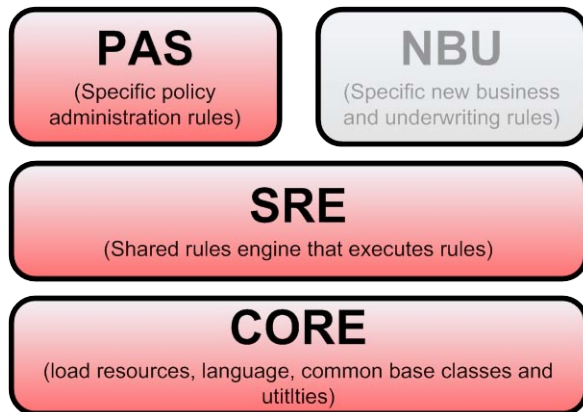 PAS
(Specific policy
administration rules)
NBU
(Specific new business
and underwriting rules)
SRE
(Shared rules engine that executes rules)
CORE
(load resources, language, common base classes and
utitlties)